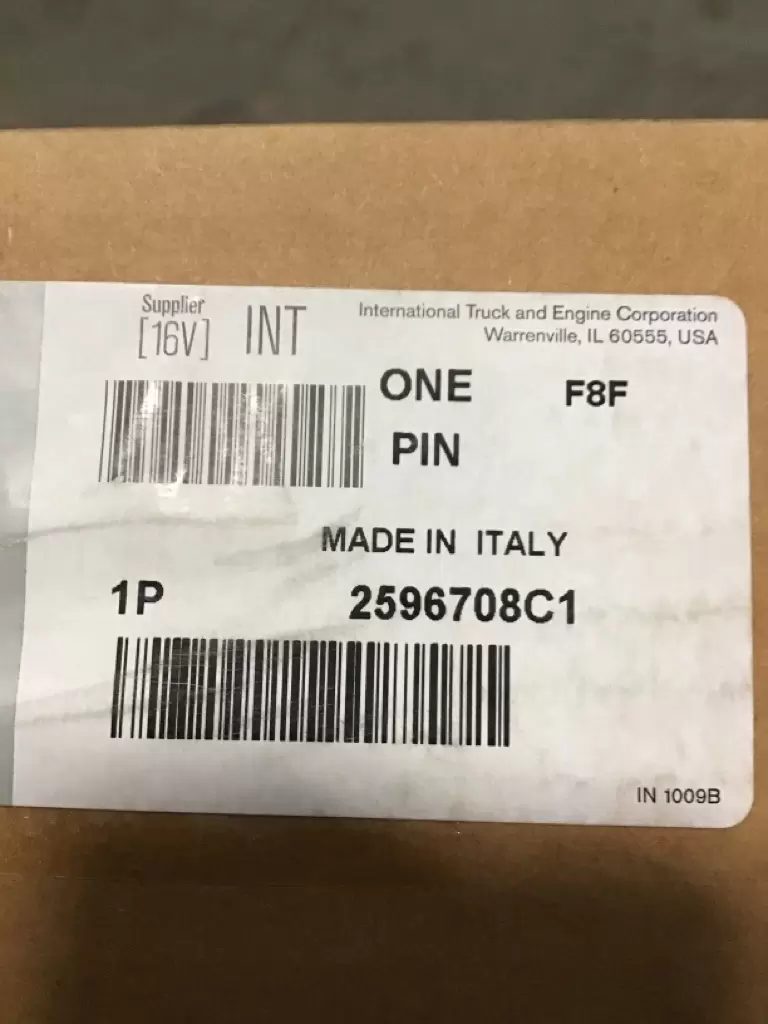 Supplier
[16V]
INT
International Truck and Engine Corporation
Warrenville, IL 60555, USA
ONE
F8F
PIN
MADE IN ITALY
1P
2596708C1
IN 1009B